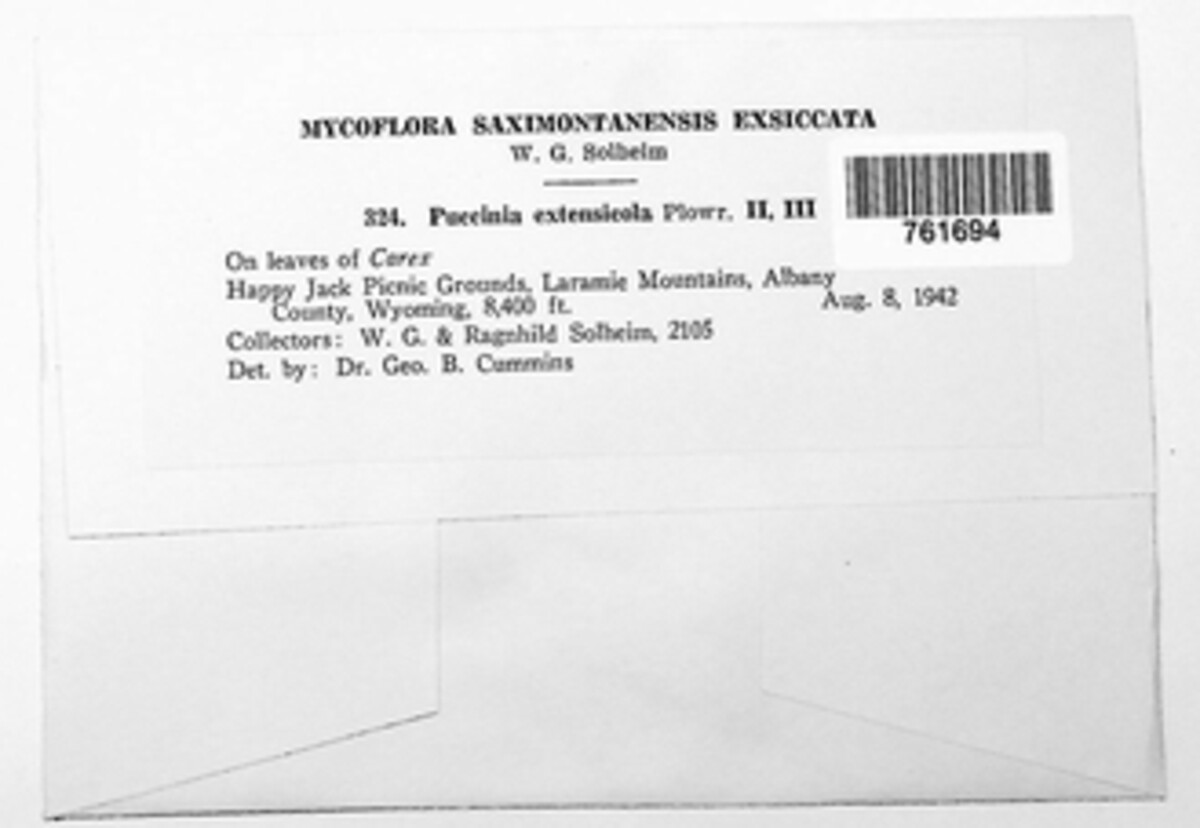 MYCOFLORA SAXIMONTANENSIS EXSICCATA
W. G. Solheim
324. Puccinia extensicola Plowr. II, III
761694
On leaves of Carex
Happy Jack Picnic Grounds, Laramie Mountains, Albany
County, Wyoming, 8,400 ft. Aug. 8, 1942
Collectors: W. G. & Ragnhild Solheim, 2105
Det. by: Dr. Geo. B. Cummins